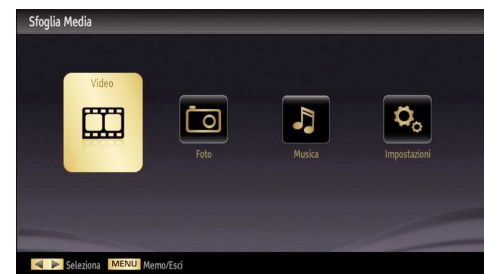 Sfoglia Media
Video
Foto
Musica
Impostazioni
Seleziona MENU Memo/Esci